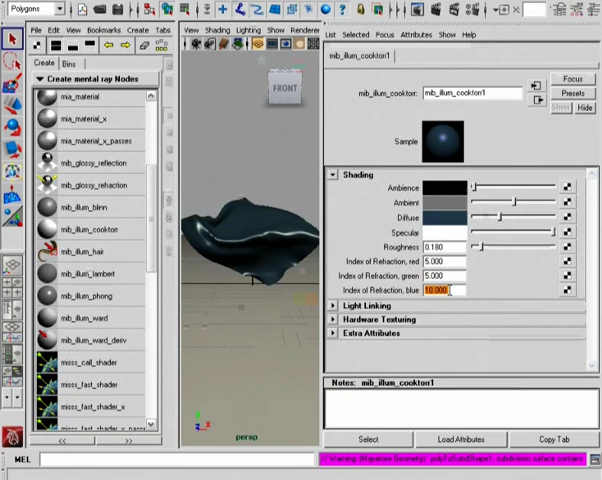 Polygons
File Edit View Bookmarks Create Tabs
Create Bins
Create mental ray Nodes
mia_material
mia_material_x
mia_material_x_passes
mib_glossy_reflection
mib_glossy_refraction
mib_illum_blinn
mib_illum_cooktorr
mib_illum_hair
mib_illum_lambert
mib_illum_phong
mib_illum_ward
mib_illum_ward_deriv
misss_call_shader
misss_fast_shader
misss_fast_shader_x
<< >>
View Shading Lighting Show Renderer
FRONT
persp
List Selected Focus Attributes Show Help
mib_illum_cooktorr1
mib_illum_cooktorr: mib_illum_cooktorr1
Focus
Presets
Show Hide
Sample
Shading
Ambience
Ambient
Diffuse
Specular
Roughness 0.180
Index of Refraction, red 5.000
Index of Refraction, green 5.000
Index of Refraction, blue 10.000
Light Linking
Hardware Texturing
Extra Attributes
Notes: mib_illum_cooktorr1
Select Load Attributes Copy Tab
MEL